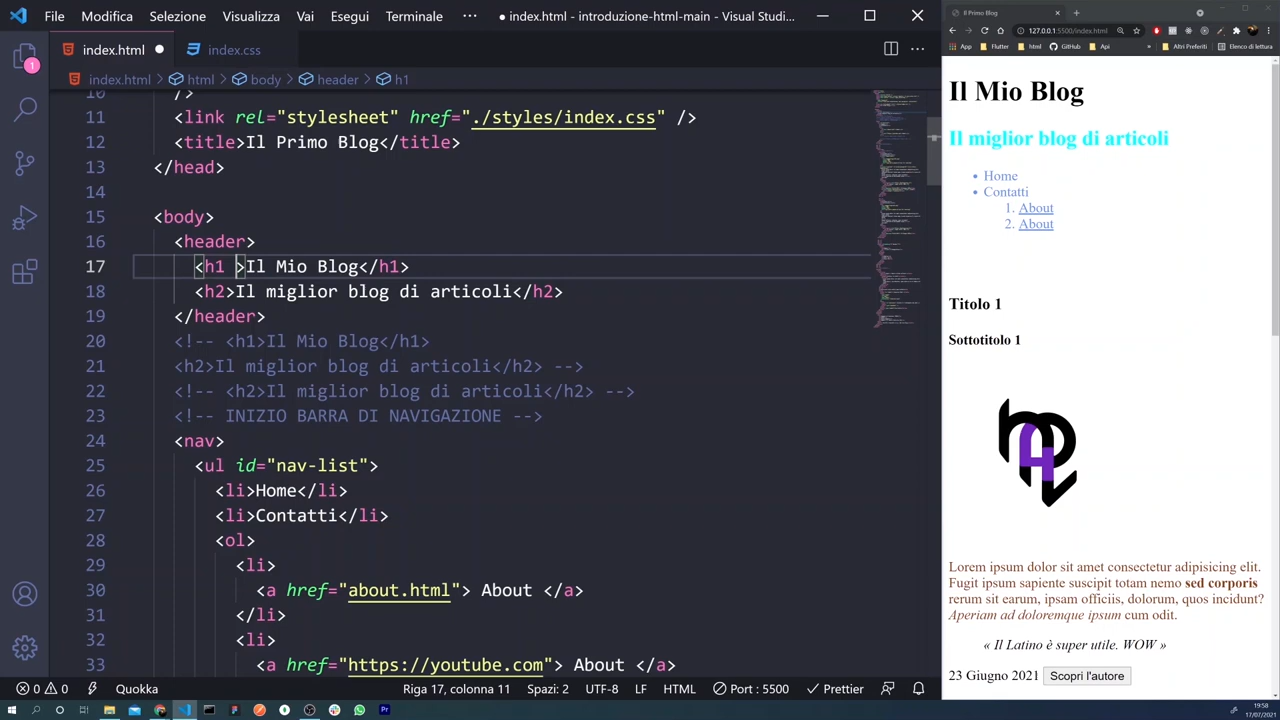 File Modifica Selezione Visualizza Vai Esegui Terminale ··· ● index.html - introduzione-html-main - Visual Studi...
index.html ● index.css
index.html > html > body > header > h1
10 />
11 <link rel="stylesheet" href="./styles/index.css" />
12 <title>Il Primo Blog</title>
13 </head>
14
15 <body>
16 <header>
17 <h1 >Il Mio Blog</h1>
18 <h2>Il miglior blog di articoli</h2>
19 </header>
20 <!-- <h1>Il Mio Blog</h1>
21 <h2>Il miglior blog di articoli</h2> -->
22 <!-- <h2>Il miglior blog di articoli</h2> -->
23 <!-- INIZIO BARRA DI NAVIGAZIONE -->
24 <nav>
25 <ul id="nav-list">
26 <li>Home</li>
27 <li>Contatti</li>
28 <ol>
29 <li>
30 <a href="about.html"> About </a>
31 </li>
32 <li>
33 <a href="https://youtube.com"> About </a>
1
0 0 Quokka Riga 17, colonna 11 Spazi: 2 UTF-8 LF HTML Port : 5500 Prettier
Il Primo Blog
127.0.0.1:5500/index.html
App Flutter html GitHub Api » Altri Preferiti Elenco di lettura
Il Mio Blog
Il miglior blog di articoli
• Home
• Contatti
1. About
2. About
Titolo 1
Sottotitolo 1
Lorem ipsum dolor sit amet consectetur adipisicing elit.
Fugit ipsum sapiente suscipit totam nemo sed corporis
rerum sit earum, ipsam officiis, dolorum, quos incidunt?
Aperiam ad doloremque ipsum cum odit.
« Il Latino è super utile. WOW »
23 Giugno 2021 Scopri l'autore
19:58
17/07/2021